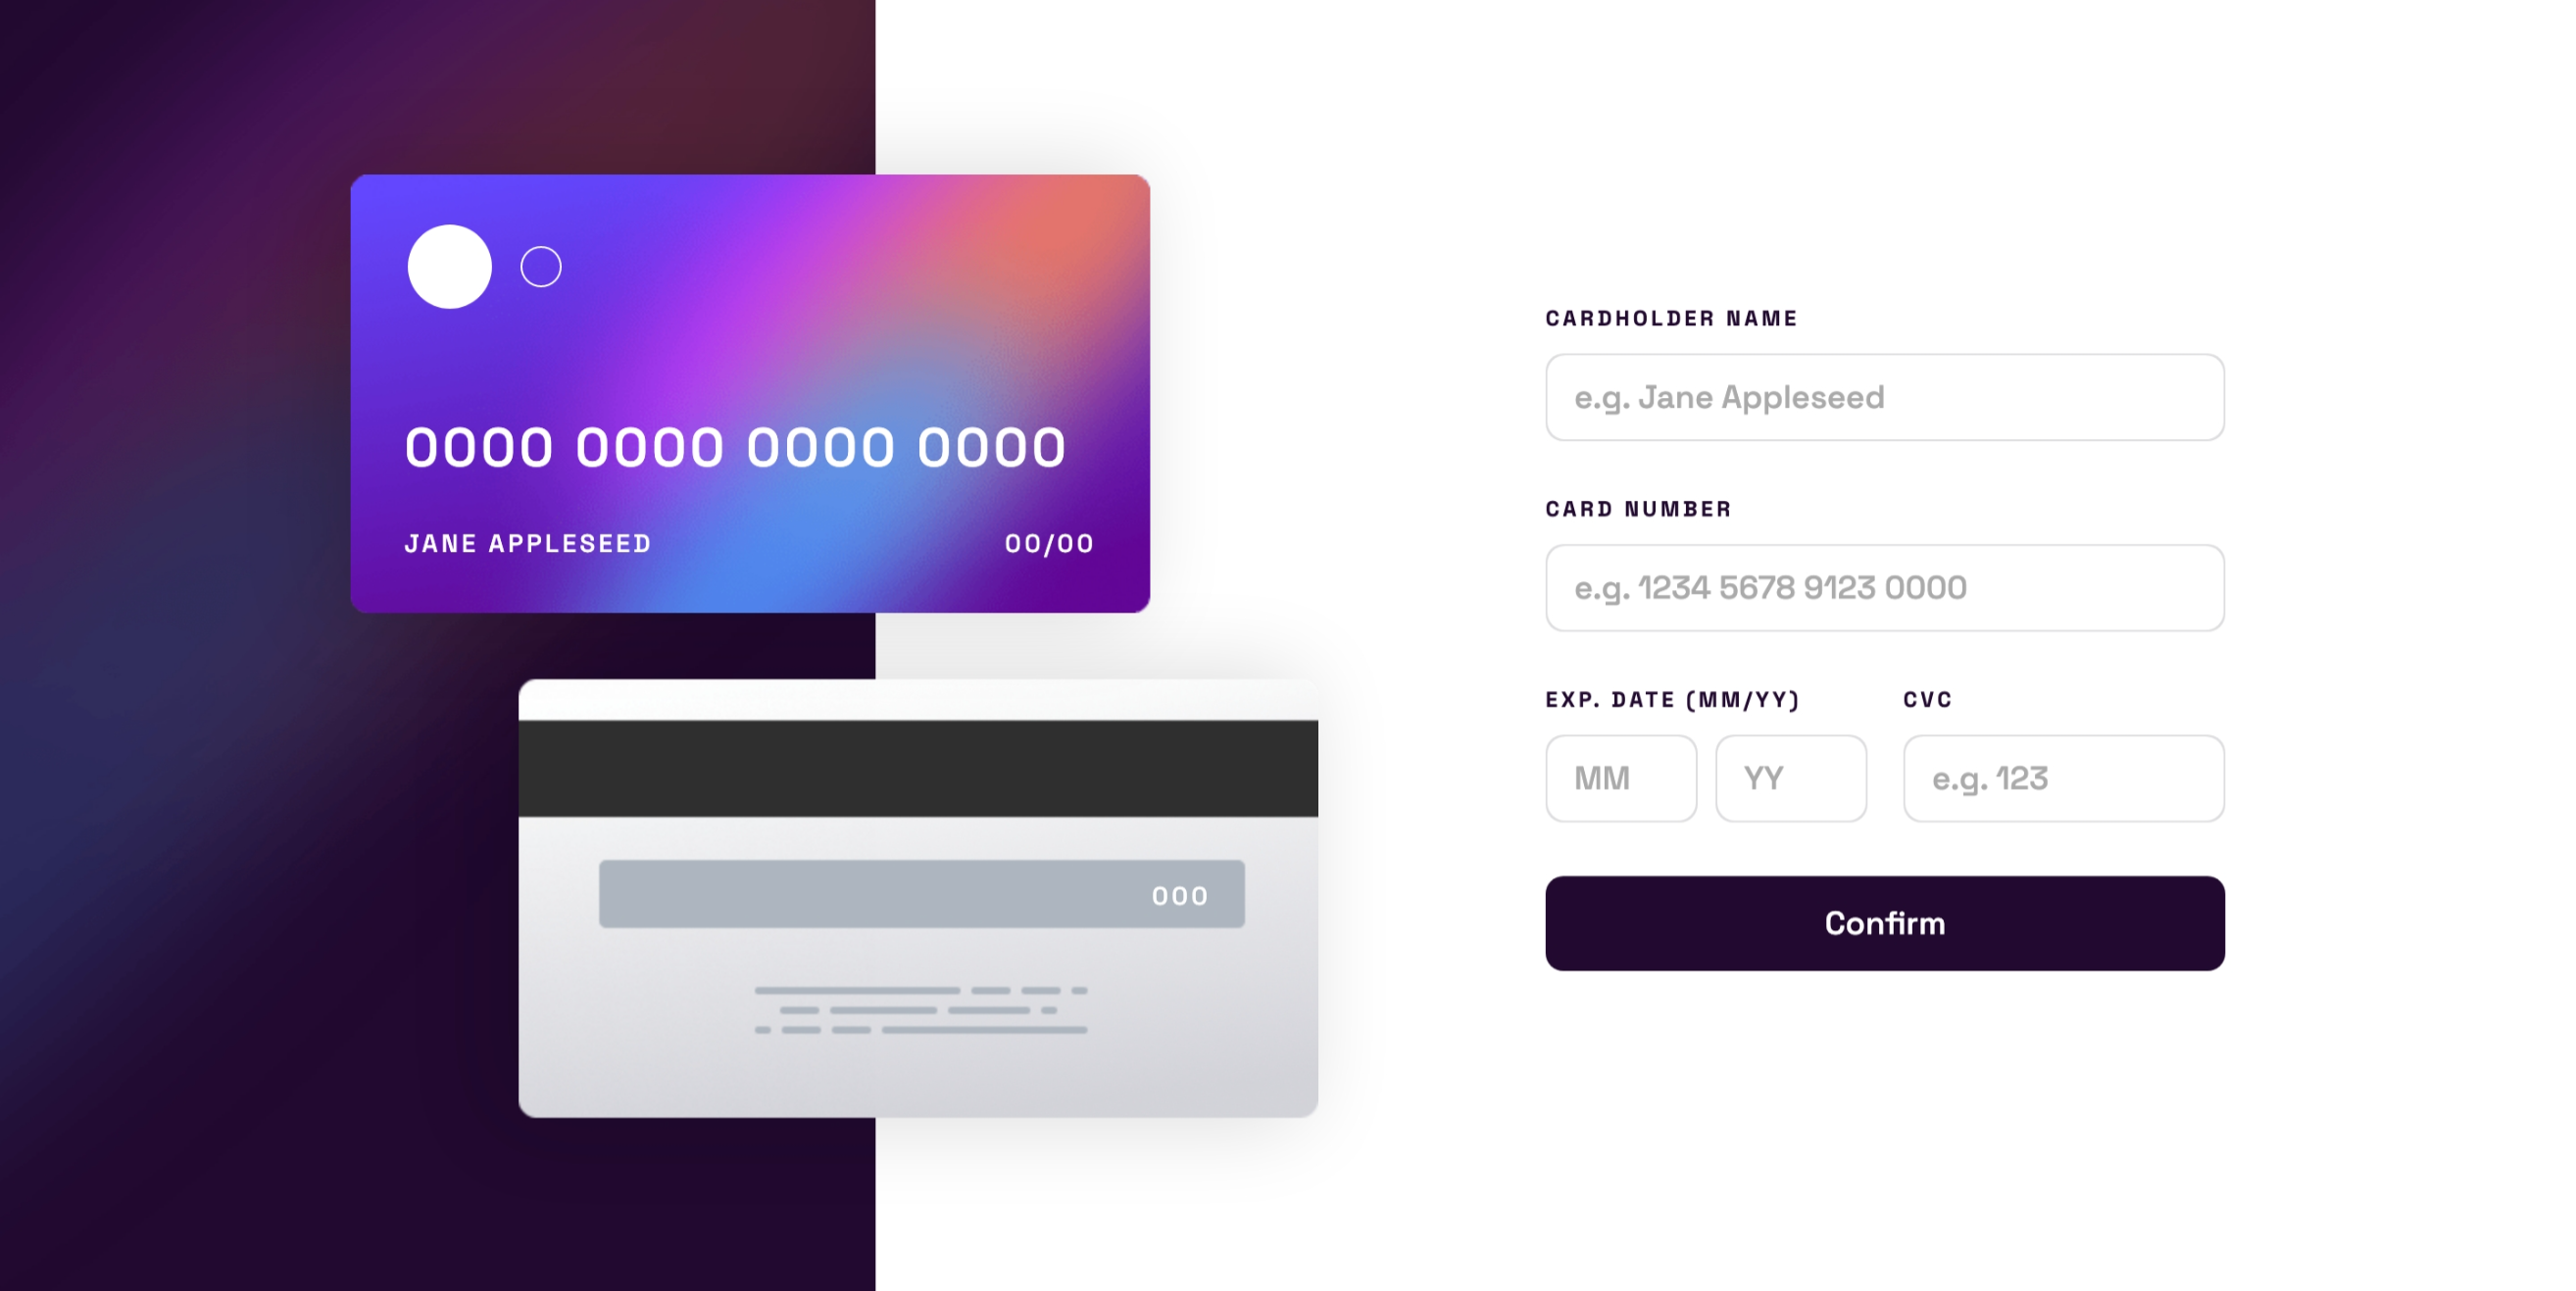 0000 0000 0000 0000
JANE APPLESEED 00/00
000
CARDHOLDER NAME
e.g. Jane Appleseed
CARD NUMBER
e.g. 1234 5678 9123 0000
EXP. DATE (MM/YY) CVC
MM YY e.g. 123
Confirm